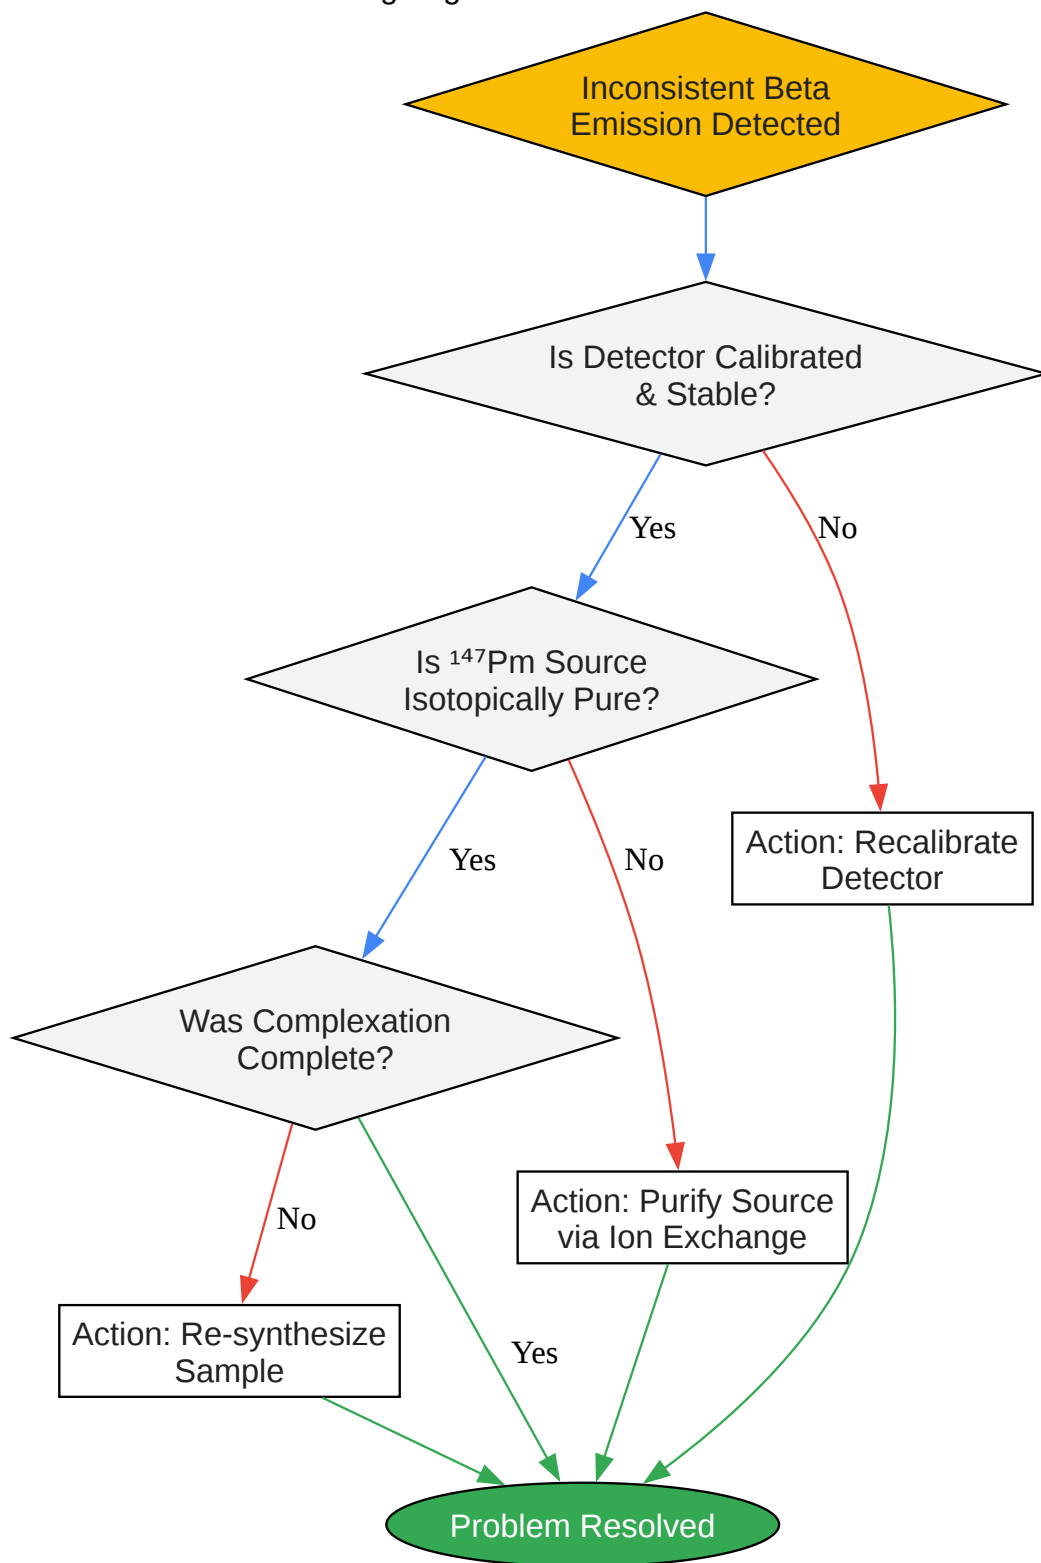 Inconsistent Beta
Emission Detected
Is Detector Calibrated
& Stable?
Yes
No
Is ¹⁴⁷Pm Source
Isotopically Pure?
Action: Recalibrate
Detector
Yes
No
Was Complexation
Complete?
Action: Purify Source
via Ion Exchange
No
Action: Re-synthesize
Sample
Yes
Problem Resolved